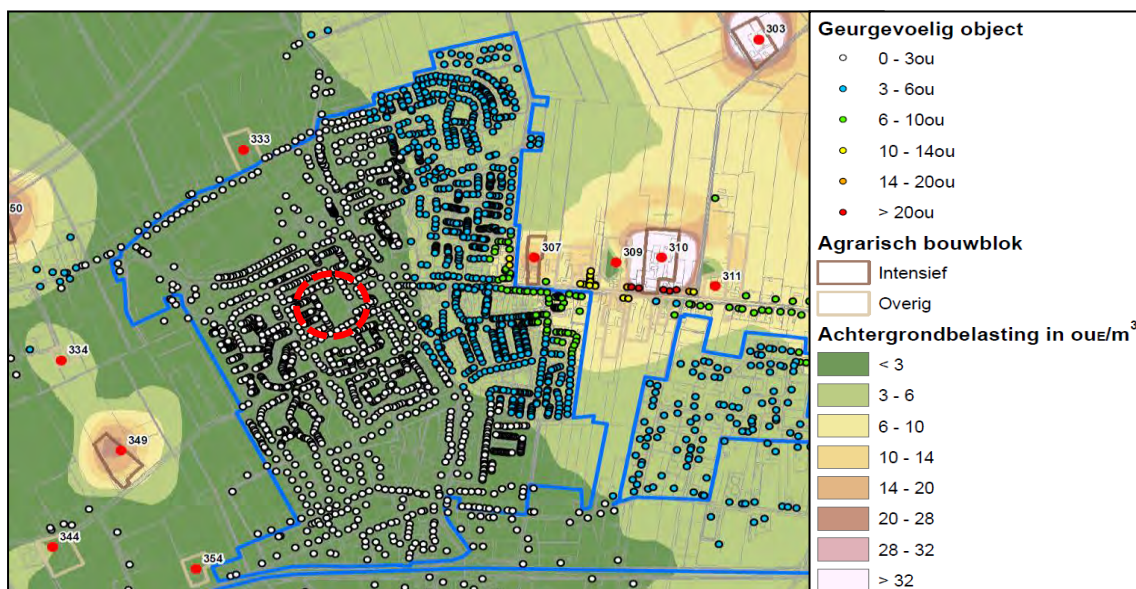 303
333
50
307
309
310
311
334
349
344
354
Geurgevoelig object
0 - 3ou
3 - 6ou
6 - 10ou
10 - 14ou
14 - 20ou
> 20ou
Agrarisch bouwblok
Intensief
Overig
Achtergrondbelasting in ouE/m³
< 3
3 - 6
6 - 10
10 - 14
14 - 20
20 - 28
28 - 32
> 32